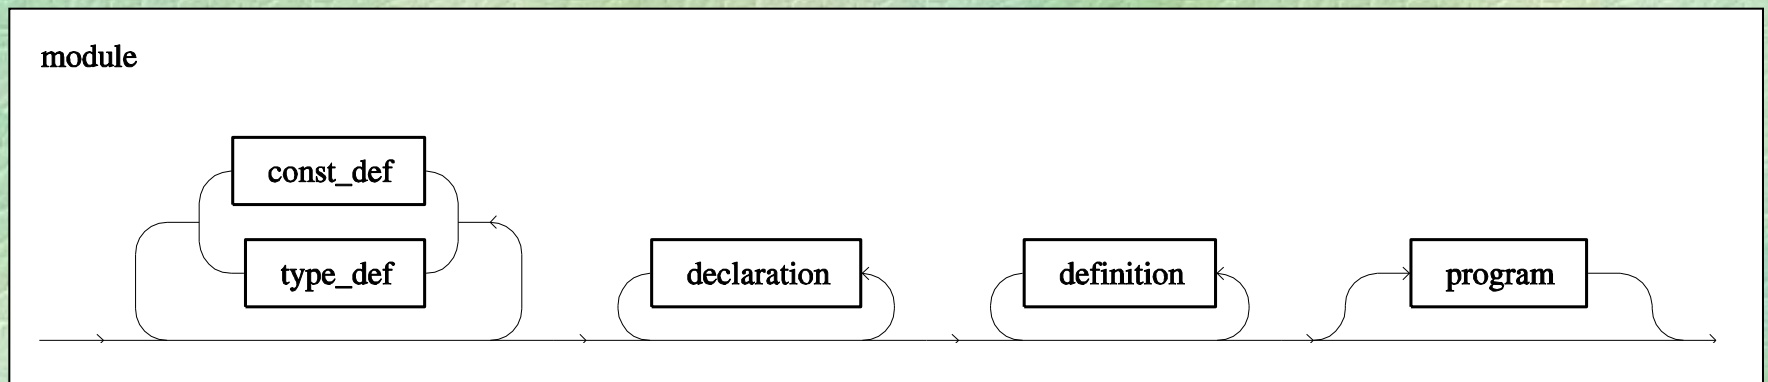 module
const_def
type_def
declaration
definition
program